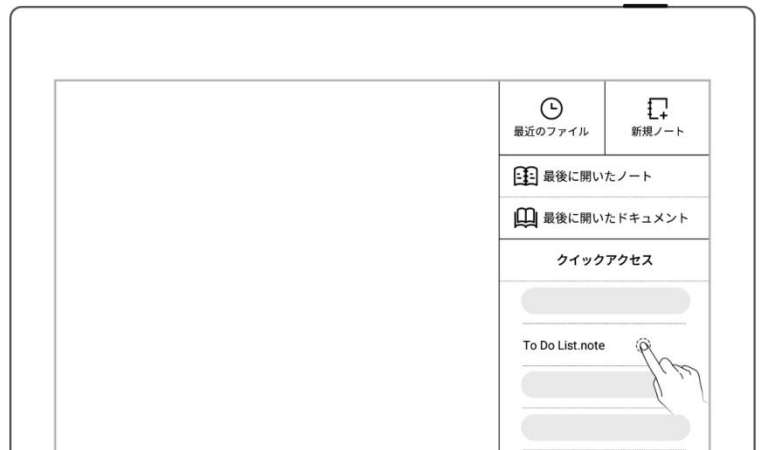 最近のファイル
新規ノート
最後に開いたノート
最後に開いたドキュメント
クイックアクセス
To Do List.note